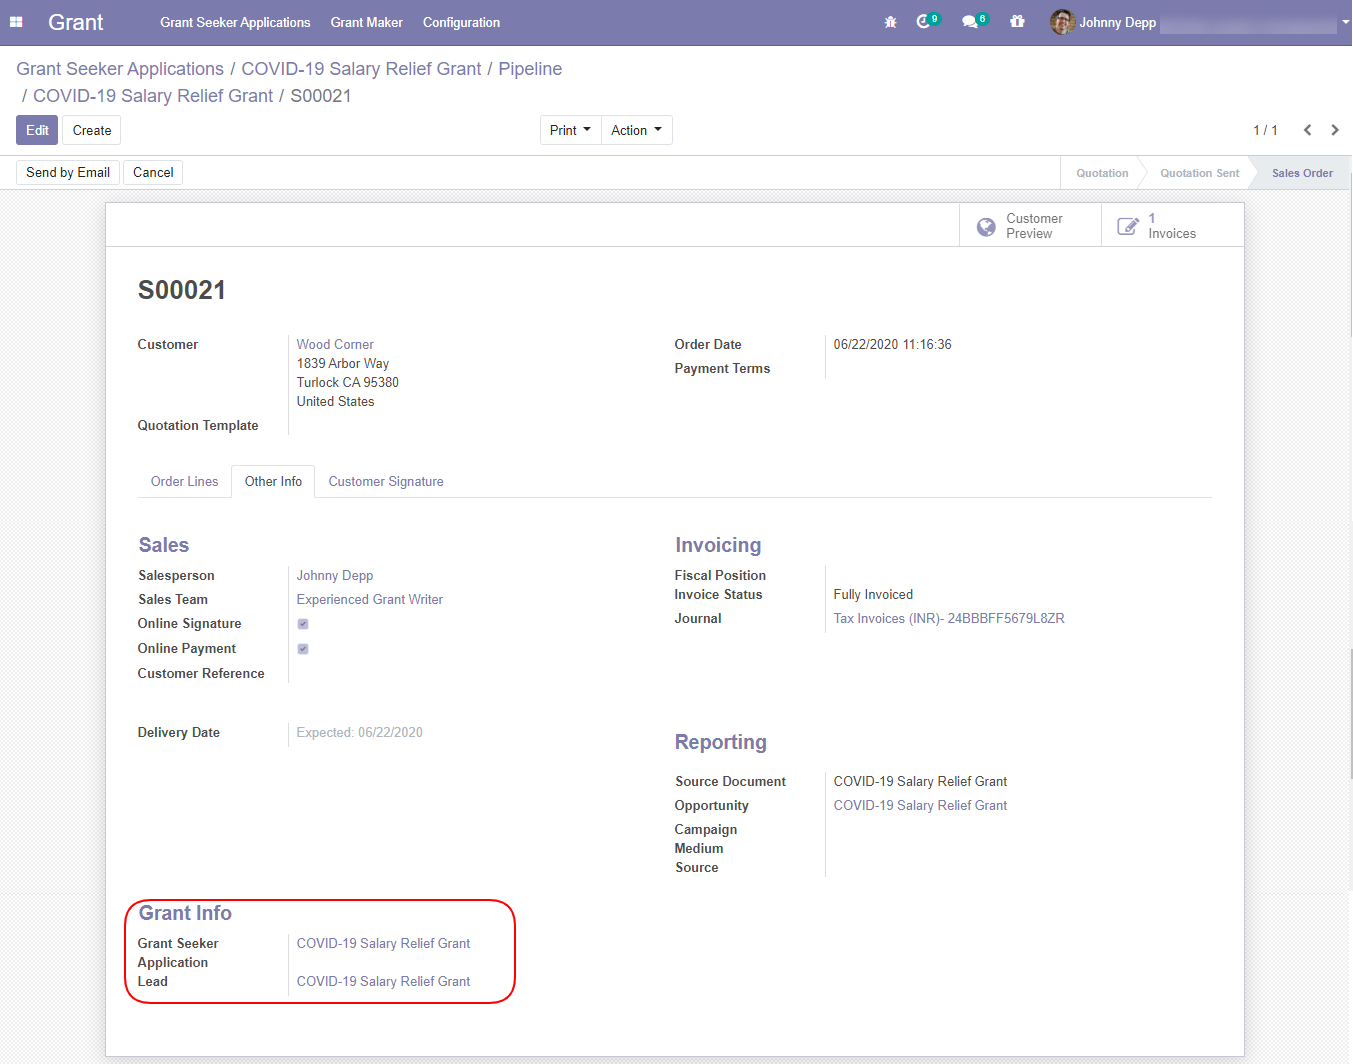 Grant
Grant Seeker Applications
Grant Maker
Configuration
9
6
Johnny Depp
Grant Seeker Applications / COVID-19 Salary Relief Grant / Pipeline
/ COVID-19 Salary Relief Grant / S00021
Edit
Create
Print
Action
1 / 1
Send by Email
Cancel
Quotation
Quotation Sent
Sales Order
Customer
Preview
1
Invoices
S00021
Customer
Wood Corner
1839 Arbor Way
Turlock CA 95380
United States
Quotation Template
Order Date
06/22/2020 11:16:36
Payment Terms
Order Lines
Other Info
Customer Signature
Sales
Salesperson
Johnny Depp
Sales Team
Experienced Grant Writer
Online Signature
Online Payment
Customer Reference
Delivery Date
Expected: 06/22/2020
Invoicing
Fiscal Position
Invoice Status
Fully Invoiced
Journal
Tax Invoices (INR)- 24BBBFF5679L8ZR
Reporting
Source Document
COVID-19 Salary Relief Grant
Opportunity
COVID-19 Salary Relief Grant
Campaign
Medium
Source
Grant Info
Grant Seeker
Application
COVID-19 Salary Relief Grant
Lead
COVID-19 Salary Relief Grant